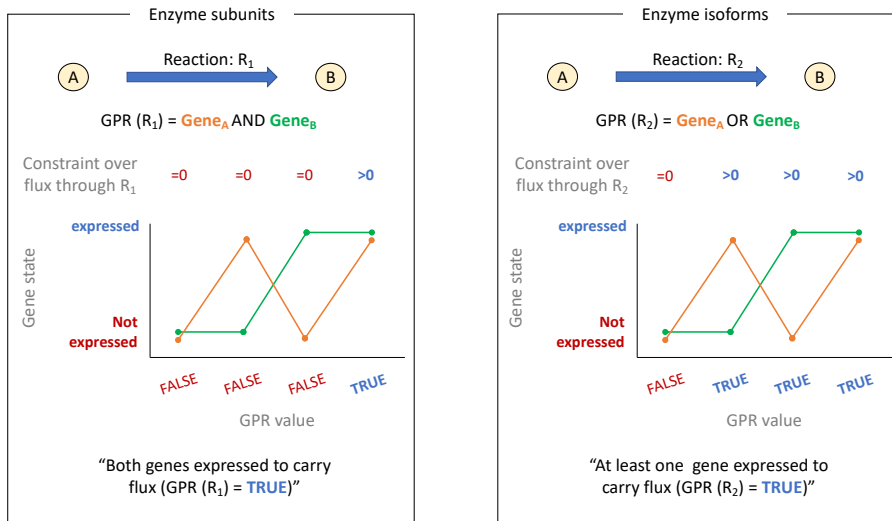 Enzyme subunits
Reaction: R1
A
B
GPR (R1) = GeneA AND GeneB
Constraint over
flux through R1
=0 =0 =0 >0
expressed
Gene state
Not
expressed
FALSE FALSE FALSE TRUE
GPR value
“Both genes expressed to carry
flux (GPR (R1) = TRUE)”
Enzyme isoforms
Reaction: R2
A
B
GPR (R2) = GeneA OR GeneB
Constraint over
flux through R2
=0 >0 >0 >0
expressed
Gene state
Not
expressed
FALSE TRUE TRUE TRUE
GPR value
“At least one gene expressed to
carry flux (GPR (R2) = TRUE)”